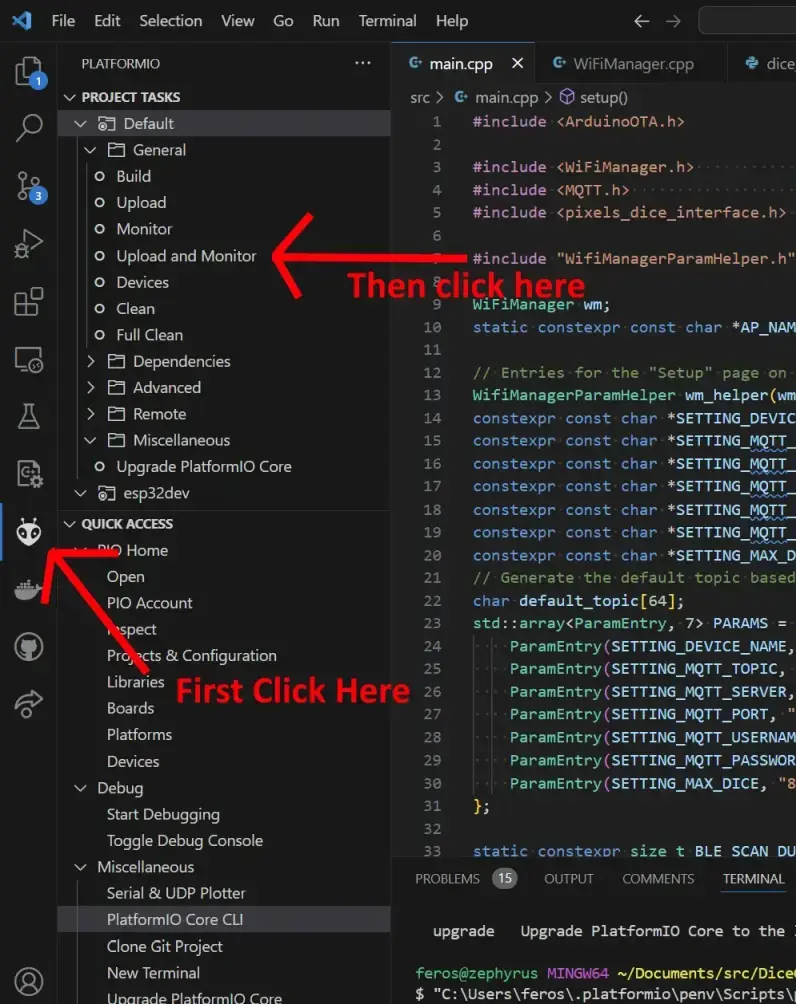 File Edit Selection View Go Run Terminal Help
PLATFORMIO
PROJECT TASKS
Default
General
Build
Upload
Monitor
Upload and Monitor
Devices
Clean
Full Clean
Dependencies
Advanced
Remote
Miscellaneous
Upgrade PlatformIO Core
esp32dev
QUICK ACCESS
PIO Home
Open
PIO Account
Inspect
Projects & Configuration
Libraries
Boards
Platforms
Devices
Debug
Start Debugging
Toggle Debug Console
Miscellaneous
Serial & UDP Plotter
PlatformIO Core CLI
Clone Git Project
New Terminal
Upgrade PlatformIO Core
1
3
Then click here
First Click Here
main.cpp WiFiManager.cpp dice
src > main.cpp > setup()
1 #include <ArduinoOTA.h>
2
3 #include <WiFiManager.h>
4 #include <MQTT.h>
5 #include <pixels_dice_interface.h>
6
#include "WifiManagerParamHelper.h"
9 WiFiManager wm;
10 static constexpr const char *AP_NAM
11
12 // Entries for the "Setup" page on
13 WifiManagerParamHelper wm_helper(wm
14 constexpr const char *SETTING_DEVIC
15 constexpr const char *SETTING_MQTT_
16 constexpr const char *SETTING_MQTT_
17 constexpr const char *SETTING_MQTT_
18 constexpr const char *SETTING_MQTT_
19 constexpr const char *SETTING_MQTT_
20 constexpr const char *SETTING_MAX_D
21 // Generate the default topic based
22 char default_topic[64];
23 std::array<ParamEntry, 7> PARAMS =
24 ParamEntry(SETTING_DEVICE_NAME,
25 ParamEntry(SETTING_MQTT_TOPIC,
26 ParamEntry(SETTING_MQTT_SERVER,
27 ParamEntry(SETTING_MQTT_PORT, "
28 ParamEntry(SETTING_MQTT_USERNAM
29 ParamEntry(SETTING_MQTT_PASSWOR
30 ParamEntry(SETTING_MAX_DICE, "8
31 };
32
33 static constexpr size_t BLE_SCAN_DU
PROBLEMS 15 OUTPUT COMMENTS TERMINAL
upgrade Upgrade PlatformIO Core to the
feros@zephyrus MINGW64 ~/Documents/src/Dice
$ "C:\Users\feros\.platformio\penv\Scripts\